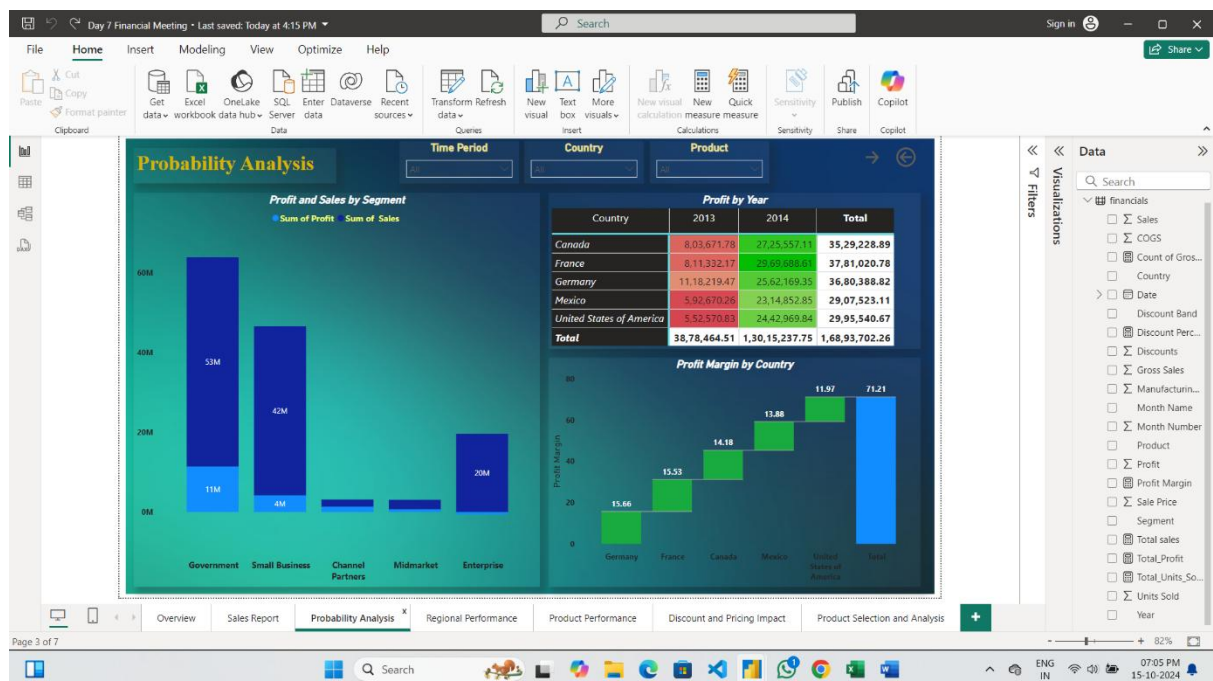 Day 7 Financial Meeting • Last saved: Today at 4:15 PM
Search
Sign in
File Home Insert Modeling View Optimize Help
Share
Paste
Cut
Copy
Format painter
Clipboard
Get data
Excel workbook
OneLake data hub
SQL Server
Enter data
Dataverse
Recent sources
Data
Transform data
Refresh
Queries
New visual
Text box
More visuals
Insert
New visual calculation
New measure
Quick measure
Calculations
Sensitivity
Sensitivity
Publish
Share
Copilot
Copilot
Probability Analysis
Time Period
All
Country
All
Product
All
Profit and Sales by Segment
Sum of Profit Sum of Sales
60M
40M
20M
0M
53M
11M
42M
4M
20M
Government
Small Business
Channel Partners
Midmarket
Enterprise
Profit by Year
Country 2013 2014 Total
Canada 8,03,671.78 27,25,557.11 35,29,228.89
France 8,11,332.17 29,69,688.61 37,81,020.78
Germany 11,18,219.47 25,62,169.35 36,80,388.82
Mexico 5,92,670.26 23,14,852.85 29,07,523.11
United States of America 5,52,570.83 24,42,969.84 29,95,540.67
Total 38,78,464.51 1,30,15,237.75 1,68,93,702.26
Profit Margin by Country
Profit Margin
80
60
40
20
0
15.66
15.53
14.18
13.88
11.97
71.21
Germany
France
Canada
Mexico
United States of America
Total
Filters
Visualizations
Data
Search
financials
Sales
COGS
Count of Gros...
Country
Date
Discount Band
Discount Perc...
Discounts
Gross Sales
Manufacturin...
Month Name
Month Number
Product
Profit
Profit Margin
Sale Price
Segment
Total sales
Total_Profit
Total_Units_So...
Units Sold
Year
Overview Sales Report Probability Analysis x Regional Performance Product Performance Discount and Pricing Impact Product Selection and Analysis +
Page 3 of 7
82%
Search
ENG
IN
07:05 PM
15-10-2024